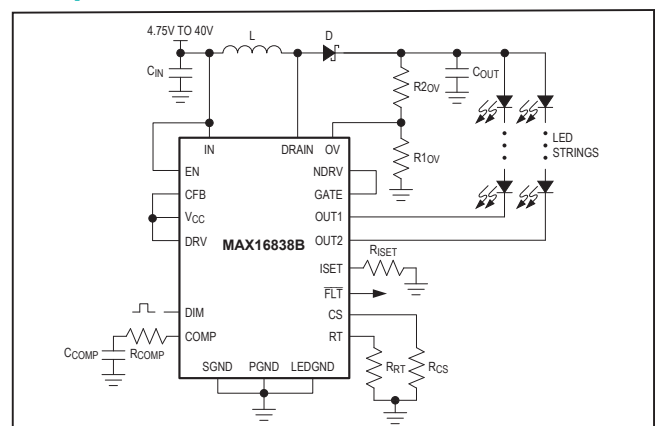 4.75V TO 40V
L
D
CIN
R2OV
COUT
R1OV
LED
STRINGS
IN
DRAIN
OV
EN
NDRV
CFB
GATE
VCC
OUT1
DRV
MAX16838B
OUT2
ISET
RISET
FLT
DIM
CS
COMP
RT
CCOMP
RCOMP
SGND
PGND
LEDGND
RRT
RCS